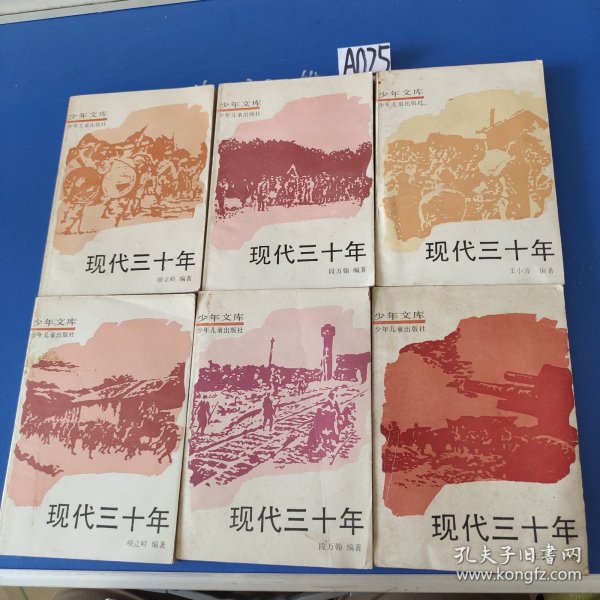 A025
少年文库
少年儿童出版社
现代三十年
项立岭 编著
少年文库
少年儿童出版社
现代三十年
段万翰 编著
少年文库
少年儿童出版社
现代三十年
王小方 编著
少年文库
少年儿童出版社
现代三十年
项立岭 编著
少年文库
少年儿童出版社
现代三十年
段万翰 编著
少年文库
少年儿童出版社
现代三十年
孔夫子旧书网
www.kongfz.com